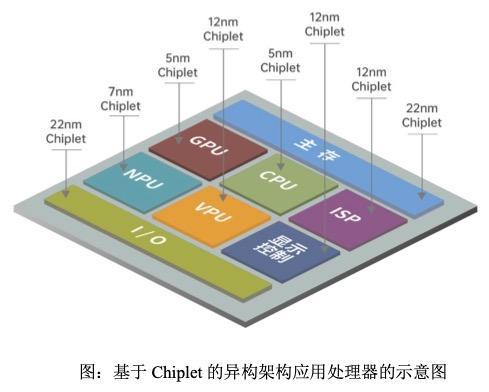 12nm
Chiplet
12nm
Chiplet
5nm
Chiplet
5nm
Chiplet
7nm
Chiplet
12nm
Chiplet
22nm
Chiplet
22nm
Chiplet
GPU
主存
NPU
CPU
VPU
ISP
I/O
显示
控制
图：基于 Chiplet 的异构架构应用处理器的示意图